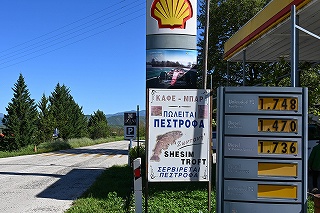 ΚΑΦΕ - ΜΠΑΡ
ΠΩΛΕΙΤΑΙ
ΠΕΣΤΡΟΦΑ
SHESIM
TROFT
ΣΕΡΒΙΡΕΤΑΙ
ΠΕΣΤΡΟΦΑ
1.748
1.470
1.736
P